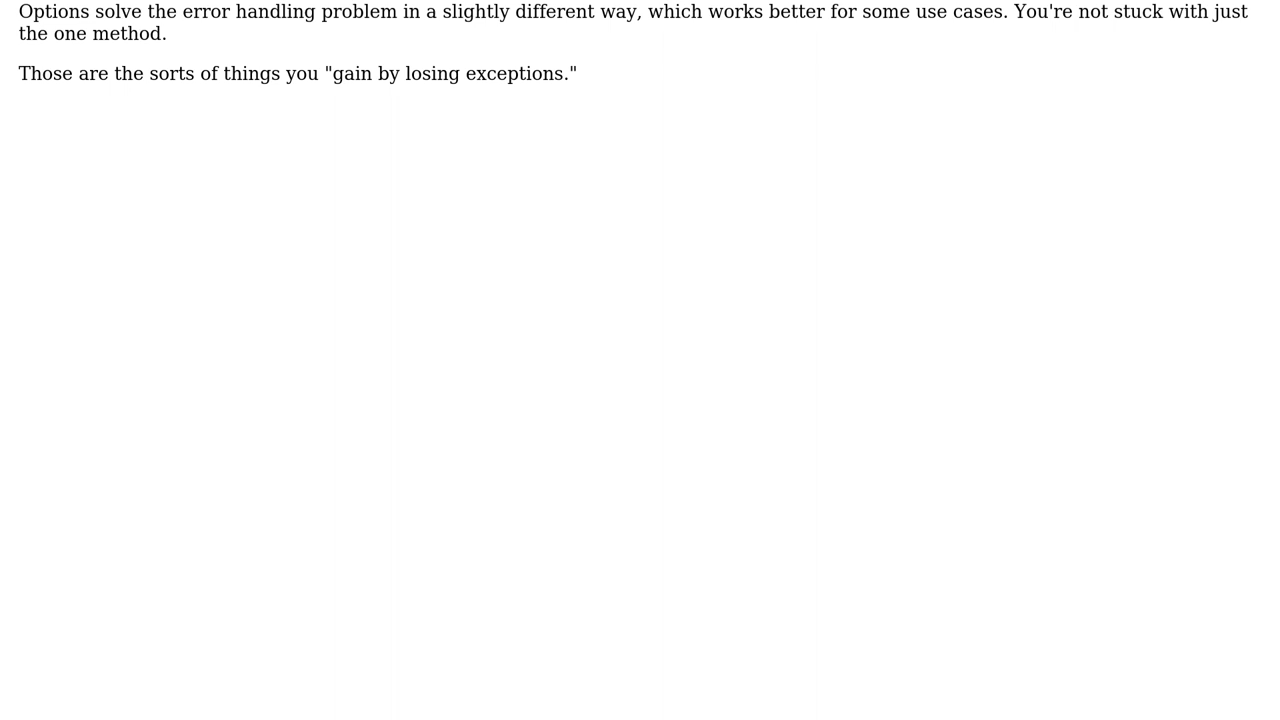 Options solve the error handling problem in a slightly different way, which works better for some use cases. You're not stuck with just
the one method.
Those are the sorts of things you "gain by losing exceptions."